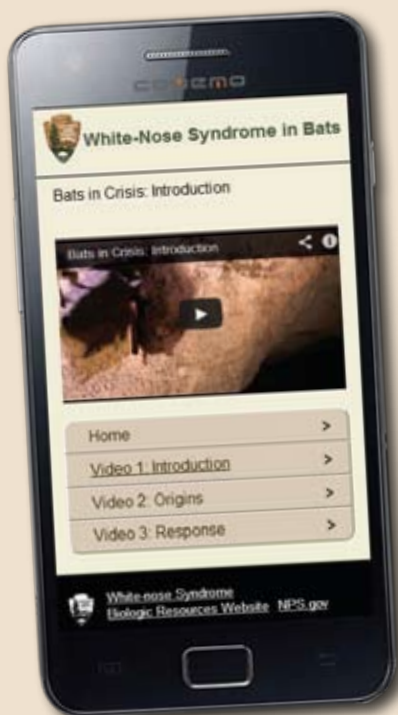 White-Nose Syndrome in Bats
Bats in Crisis: Introduction
Bats in Crisis: Introduction
Home >
Video 1: Introduction >
Video 2: Origins >
Video 3: Response >
White-nose Syndrome
Biologic Resources Website NPS.gov